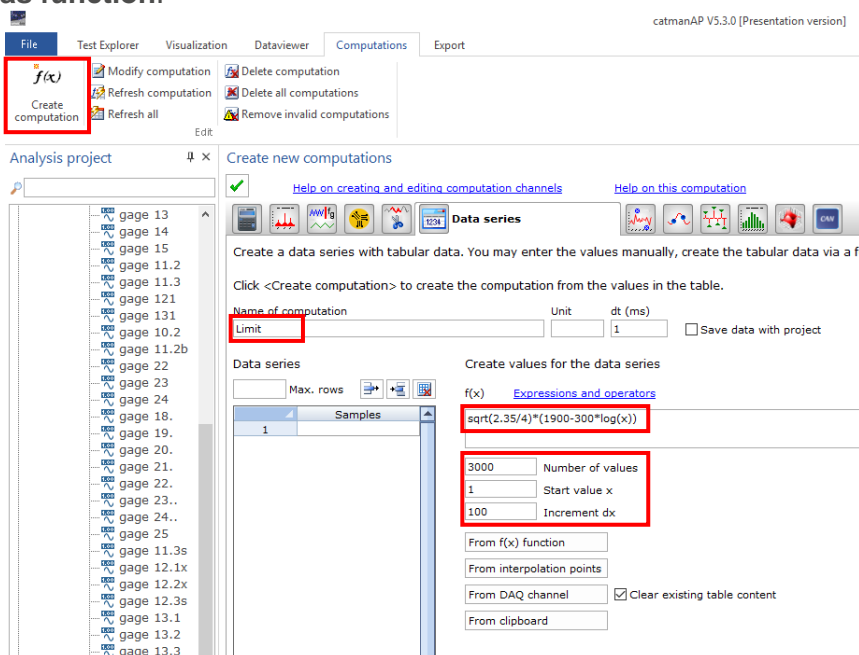 as function.
catmanAP V5.3.0 [Presentation version]
File Test Explorer Visualization Dataviewer Computations Export
f(x)
Create computation
Modify computation
Refresh computation
Refresh all
Delete computation
Delete all computations
Remove invalid computations
Edit
Analysis project
gage 13
gage 14
gage 15
gage 11.2
gage 11.3
gage 121
gage 131
gage 10.2
gage 11.2b
gage 22
gage 23
gage 24
gage 18.
gage 19.
gage 20.
gage 21.
gage 22.
gage 23..
gage 24..
gage 25
gage 11.3s
gage 12.1x
gage 12.2x
gage 12.3s
gage 13.1
gage 13.2
gage 13.3
Create new computations
Help on creating and editing computation channels Help on this computation
1234 Data series CAN
Create a data series with tabular data. You may enter the values manually, create the tabular data via a f
Click <Create computation> to create the computation from the values in the table.
Name of computation Unit dt (ms)
Limit 1 Save data with project
Data series
Max. rows
Samples
1
Create values for the data series
f(x) Expressions and operators
sqrt(2.35/4)*(1900-300*log(x))
3000 Number of values
1 Start value x
100 Increment dx
From f(x) function
From interpolation points
From DAQ channel Clear existing table content
From clipboard